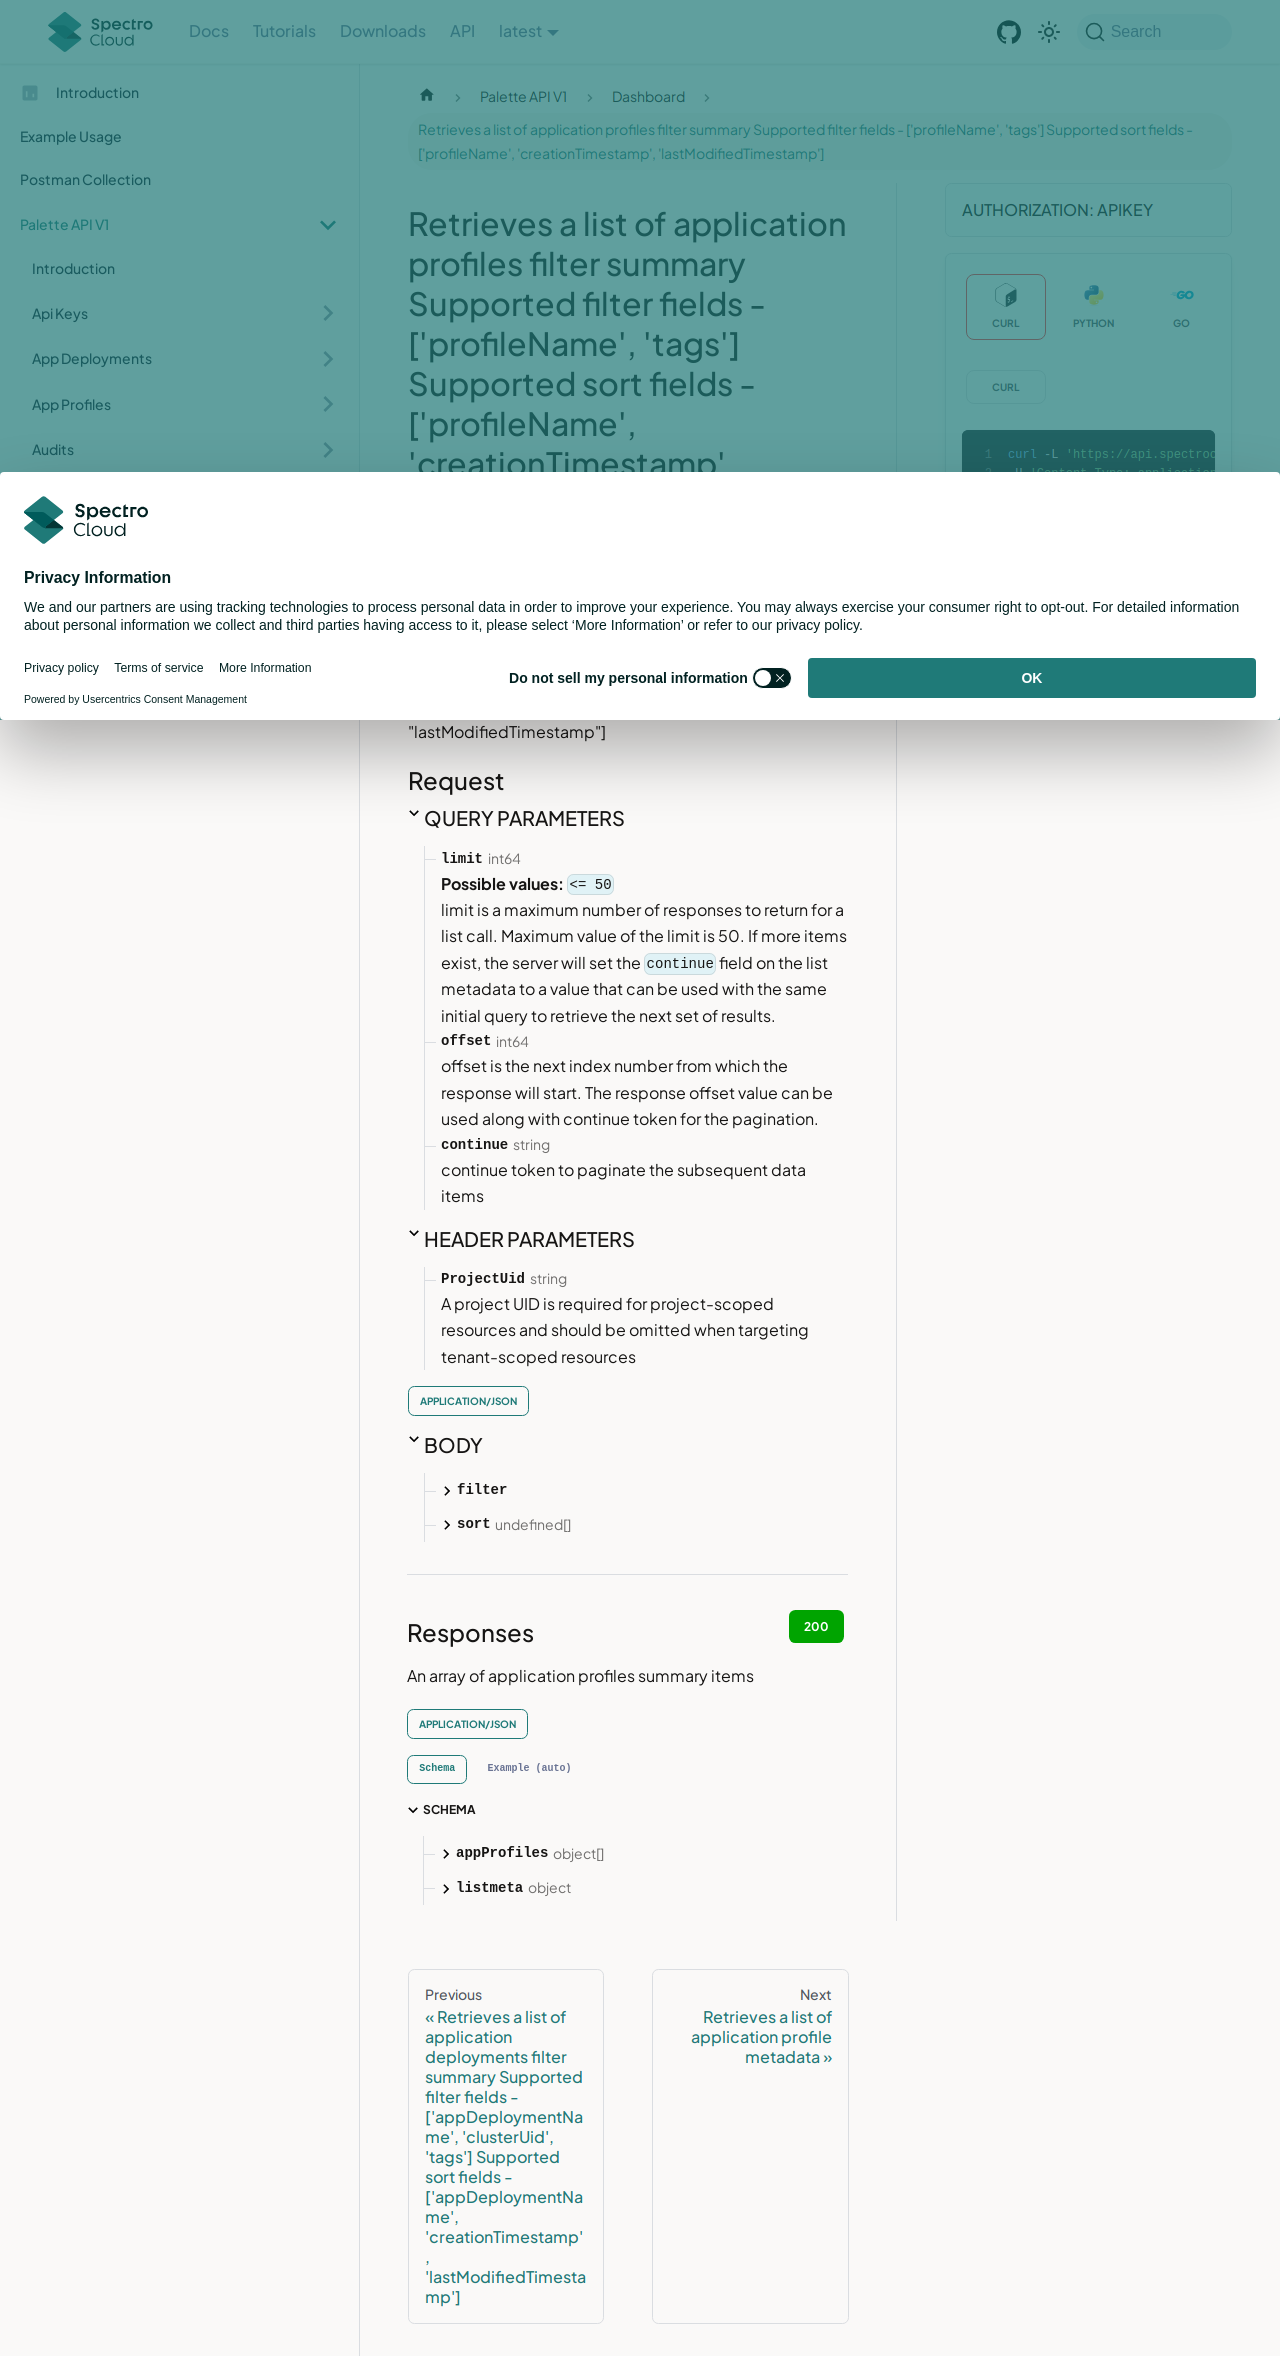 Spectro
Cloud
Docs
Tutorials
Downloads
API
latest
Search
Introduction
Example Usage
Postman Collection
Palette API V1
Introduction
Api Keys
App Deployments
App Profiles
Audits
Palette API V1
Dashboard
Retrieves a list of application profiles filter summary Supported filter fields - ['profileName', 'tags'] Supported sort fields -
['profileName', 'creationTimestamp', 'lastModifiedTimestamp']
Retrieves a list of application
profiles filter summary
Supported filter fields -
['profileName', 'tags']
Supported sort fields -
['profileName',
'creationTimestamp'
AUTHORIZATION: APIKEY
CURL
PYTHON
GO
CURL
1 curl -L 'https://api.spectroc
Spectro
Cloud
Privacy Information
We and our partners are using tracking technologies to process personal data in order to improve your experience. You may always exercise your consumer right to opt-out. For detailed information
about personal information we collect and third parties having access to it, please select ‘More Information’ or refer to our privacy policy.
Privacy policy
Terms of service
More Information
Powered by Usercentrics Consent Management
Do not sell my personal information
OK
"lastModifiedTimestamp"]
Request
QUERY PARAMETERS
limit int64
Possible values: <= 50
limit is a maximum number of responses to return for a
list call. Maximum value of the limit is 50. If more items
exist, the server will set the continue field on the list
metadata to a value that can be used with the same
initial query to retrieve the next set of results.
offset int64
offset is the next index number from which the
response will start. The response offset value can be
used along with continue token for the pagination.
continue string
continue token to paginate the subsequent data
items
HEADER PARAMETERS
ProjectUid string
A project UID is required for project-scoped
resources and should be omitted when targeting
tenant-scoped resources
APPLICATION/JSON
BODY
filter
sort undefined[]
Responses
200
An array of application profiles summary items
APPLICATION/JSON
Schema
Example (auto)
SCHEMA
appProfiles object[]
listmeta object
Previous
« Retrieves a list of
application
deployments filter
summary Supported
filter fields -
['appDeploymentNa
me', 'clusterUid',
'tags'] Supported
sort fields -
['appDeploymentNa
me',
'creationTimestamp'
,
'lastModifiedTimesta
mp']
Next
Retrieves a list of
application profile
metadata »